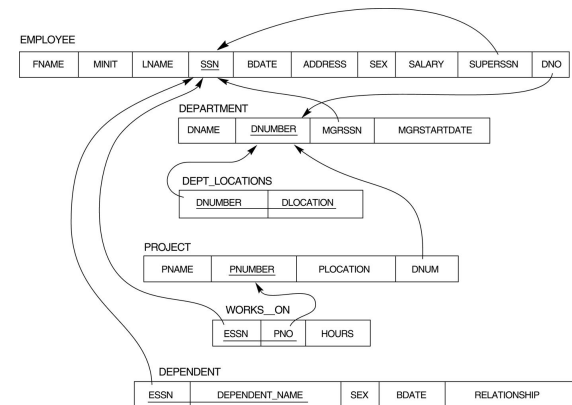 EMPLOYEE
FNAME MINIT LNAME SSN BDATE ADDRESS SEX SALARY SUPERSSN DNO
DEPARTMENT
DNAME DNUMBER MGRSSN MGRSTARTDATE
DEPT_LOCATIONS
DNUMBER DLOCATION
PROJECT
PNAME PNUMBER PLOCATION DNUM
WORKS__ON
ESSN PNO HOURS
DEPENDENT
ESSN DEPENDENT_NAME SEX BDATE RELATIONSHIP